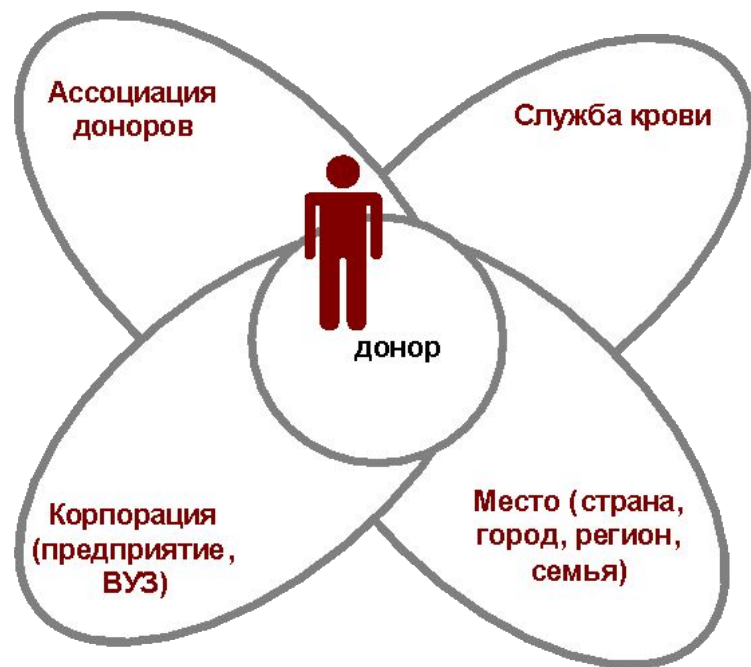 Ассоциация
доноров
Служба крови
донор
Корпорация
(предприятие,
ВУЗ)
Место (страна,
город, регион,
семья)